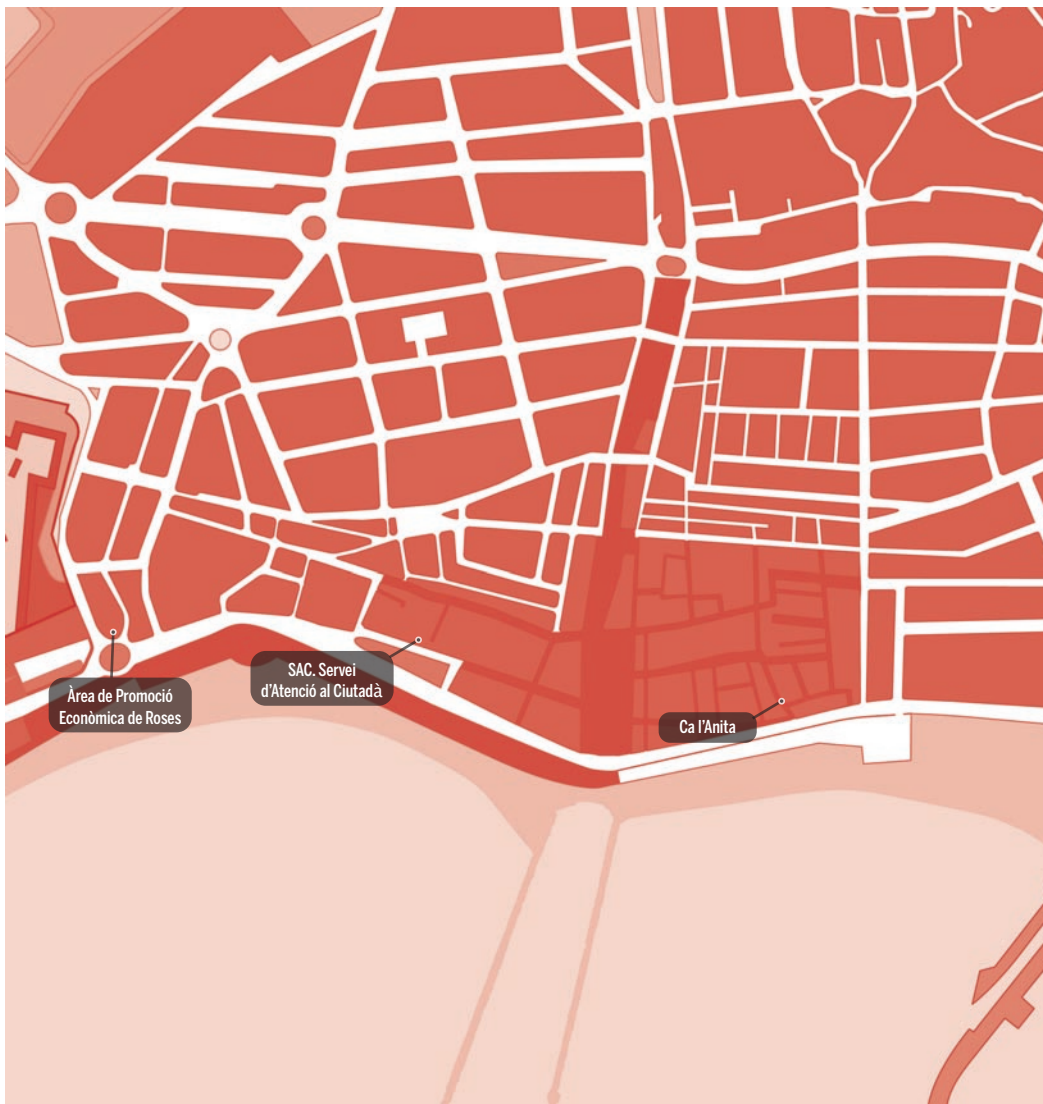 SAC. Servei
d'Atenció al Ciutadà
Àrea de Promoció
Econòmica de Roses
Ca l'Anita